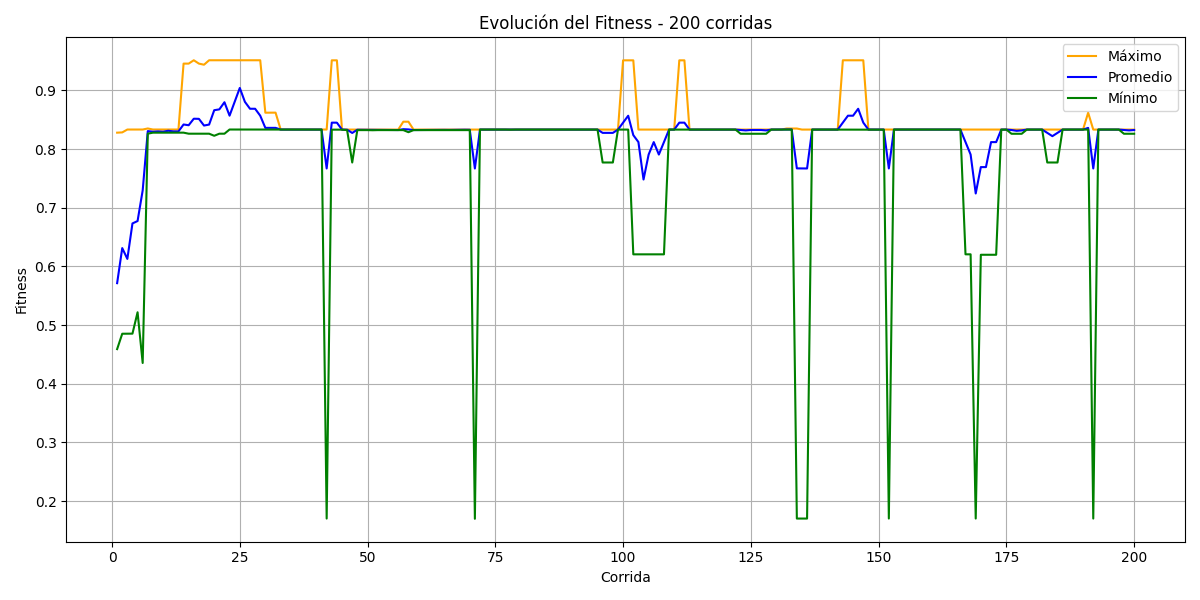 Evolución del Fitness - 200 corridas
Máximo
Promedio
Mínimo
Fitness
0.9
0.8
0.7
0.6
0.5
0.4
0.3
0.2
0 25 50 75 100 125 150 175 200
Corrida